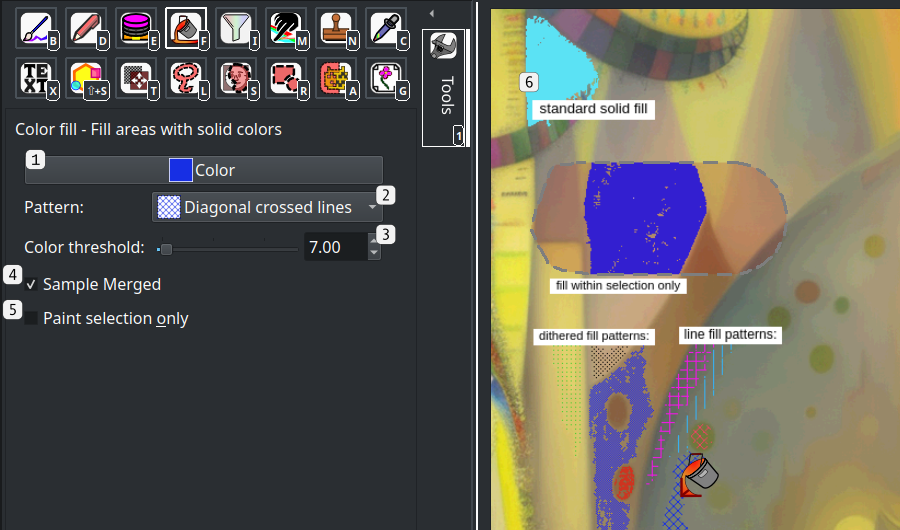 B D E F I M N C
TE XT X ⇧+S T L S R A G
Tools
1
Color fill - Fill areas with solid colors
1
Color
Pattern:
Diagonal crossed lines
2
Color threshold:
7.00
3
4
Sample Merged
5
Paint selection only
6
standard solid fill
fill within selection only
dithered fill patterns:
line fill patterns: